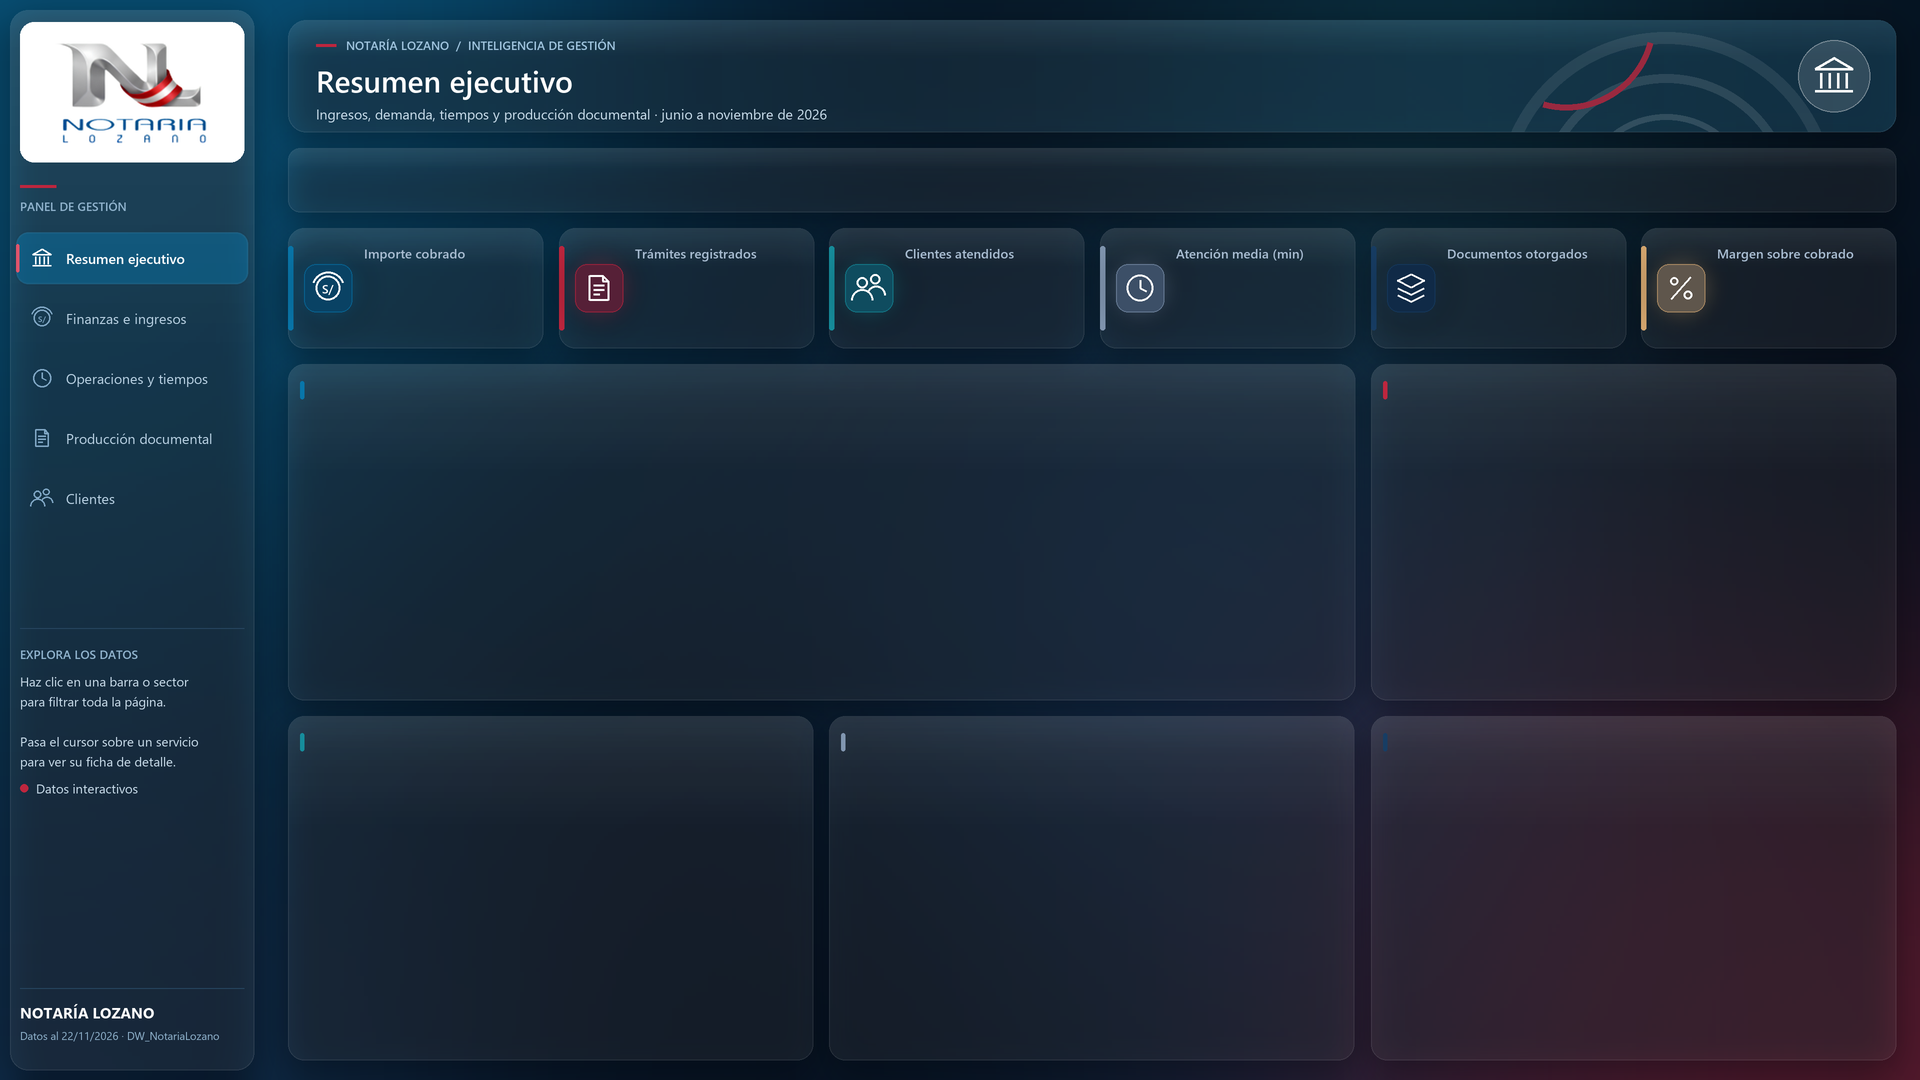 NOTARIA
LOZANO
PANEL DE GESTIÓN
Resumen ejecutivo
Finanzas e ingresos
Operaciones y tiempos
Producción documental
Clientes
EXPLORA LOS DATOS
Haz clic en una barra o sector
para filtrar toda la página.
Pasa el cursor sobre un servicio
para ver su ficha de detalle.
Datos interactivos
NOTARÍA LOZANO
Datos al 22/11/2026 · DW_NotariaLozano
NOTARÍA LOZANO / INTELIGENCIA DE GESTIÓN
Resumen ejecutivo
Ingresos, demanda, tiempos y producción documental · junio a noviembre de 2026
Importe cobrado
S/
Trámites registrados
Clientes atendidos
Atención media (min)
Documentos otorgados
Margen sobre cobrado
%